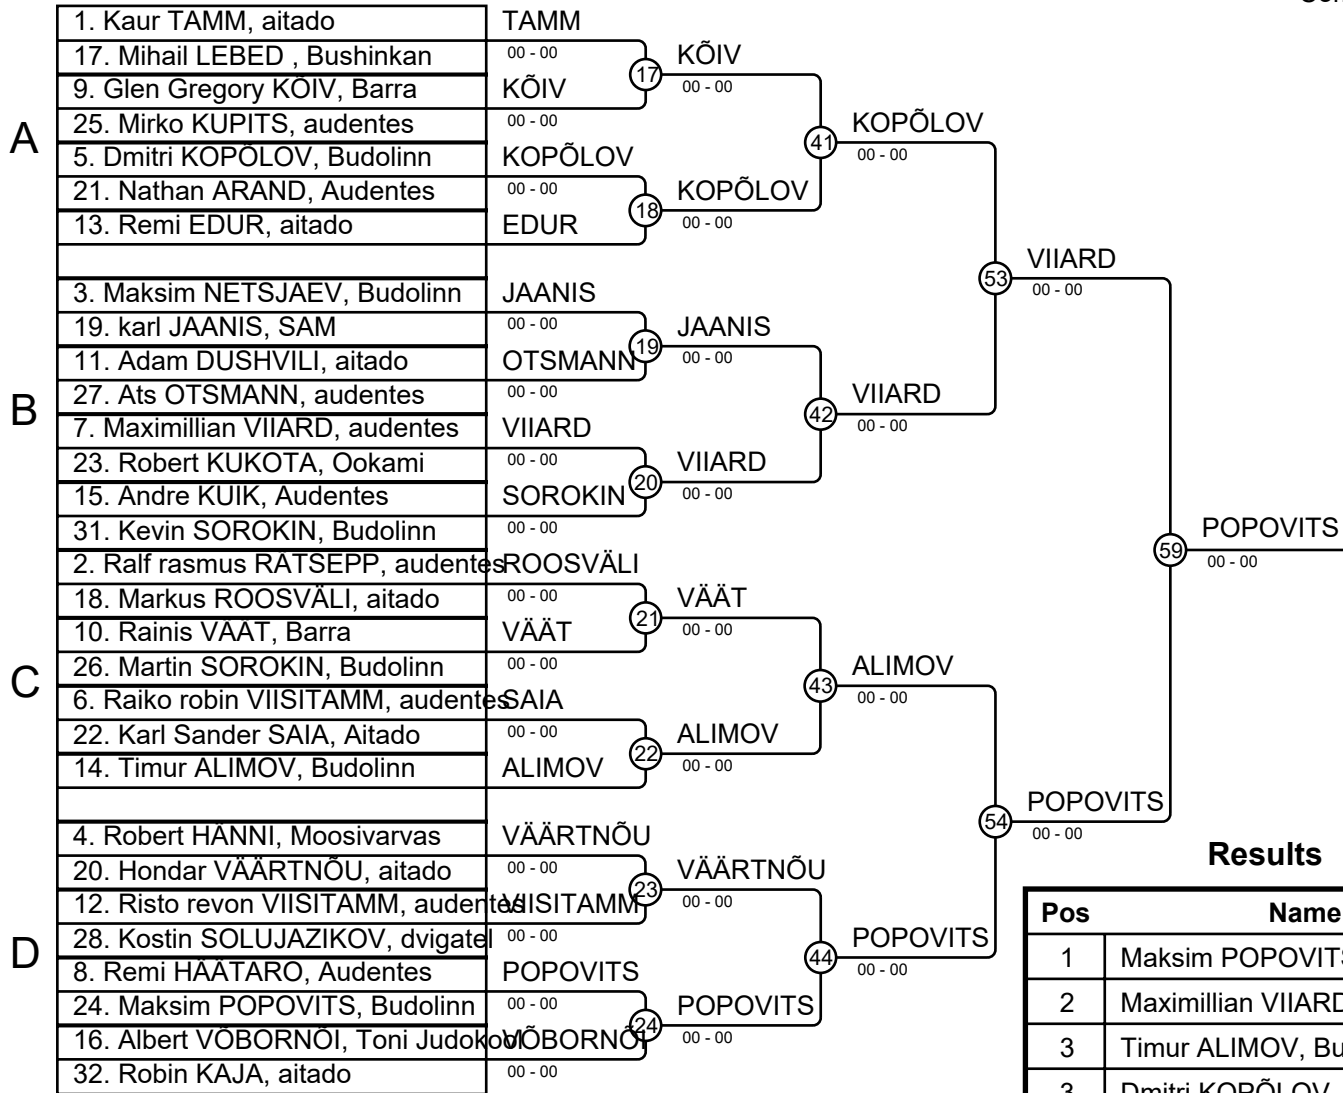 1. Kaur TAMM, aitado
17. Mihail LEBED , Bushinkan
9. Glen Gregory KÕIV, Barra
25. Mirko KUPITS, audentes
5. Dmitri KOPÕLOV, Budolinn
21. Nathan ARAND, Audentes
13. Remi EDUR, aitado
A
TAMM
00 - 00
KÕIV
00 - 00
KOPÕLOV
00 - 00
EDUR
17
KÕIV
00 - 00
18
KOPÕLOV
00 - 00
41
KOPÕLOV
00 - 00
3. Maksim NETSJAEV, Budolinn
19. karl JAANIS, SAM
11. Adam DUSHVILI, aitado
27. Ats OTSMANN, audentes
7. Maximillian VIIARD, audentes
23. Robert KUKOTA, Ookami
15. Andre KUIK, Audentes
31. Kevin SOROKIN, Budolinn
B
JAANIS
00 - 00
OTSMANN
00 - 00
VIIARD
00 - 00
SOROKIN
00 - 00
19
JAANIS
00 - 00
20
VIIARD
00 - 00
42
VIIARD
00 - 00
53
VIIARD
00 - 00
2. Ralf rasmus RÄTSEPP, audentes
18. Markus ROOSVÄLI, aitado
10. Rainis VÄÄT, Barra
26. Martin SOROKIN, Budolinn
6. Raiko robin VIISITAMM, audentes
22. Karl Sander SAIA, Aitado
14. Timur ALIMOV, Budolinn
C
ROOSVÄLI
00 - 00
VÄÄT
00 - 00
SAIA
00 - 00
ALIMOV
21
VÄÄT
00 - 00
22
ALIMOV
00 - 00
43
ALIMOV
00 - 00
4. Robert HÄNNI, Moosivarvas
20. Hondar VÄÄRTNÕU, aitado
12. Risto revon VIISITAMM, audentes
28. Kostin SOLUJAZIKOV, dvigatel
8. Remi HÄÄTARO, Audentes
24. Maksim POPOVITS, Budolinn
16. Albert VÕBORNÕI, Toni Judokool
32. Robin KAJA, aitado
D
VÄÄRTNÕU
00 - 00
VIISITAMM
00 - 00
POPOVITS
00 - 00
VÕBORNÕI
00 - 00
23
VÄÄRTNÕU
00 - 00
24
POPOVITS
00 - 00
44
POPOVITS
00 - 00
54
POPOVITS
00 - 00
59
POPOVITS
00 - 00
Results
Pos Name
1 Maksim POPOVITS
2 Maximillian VIIARD
3 Timur ALIMOV, Bu
3 Dmitri KOPÕLOV